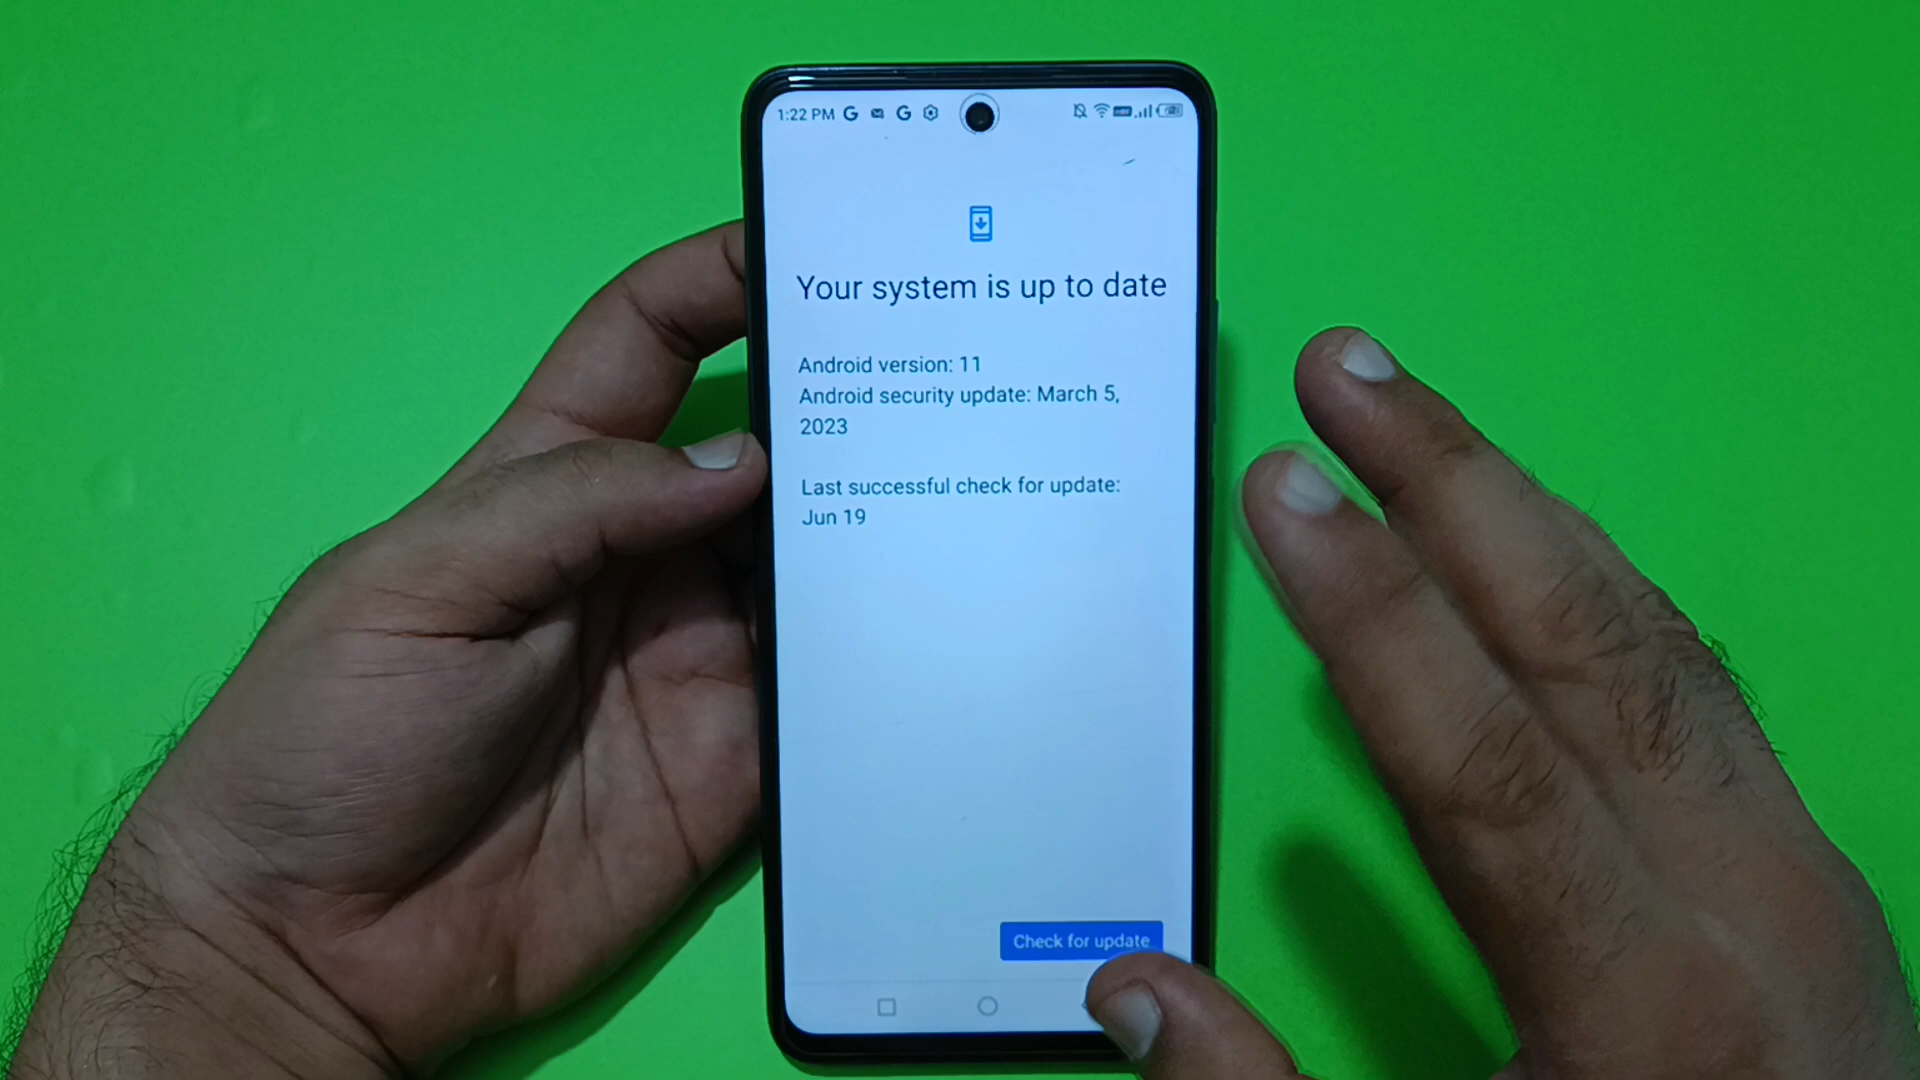 1:22 PM G G
Your system is up to date
Android version: 11
Android security update: March 5,
2023
Last successful check for update:
Jun 19
Check for update